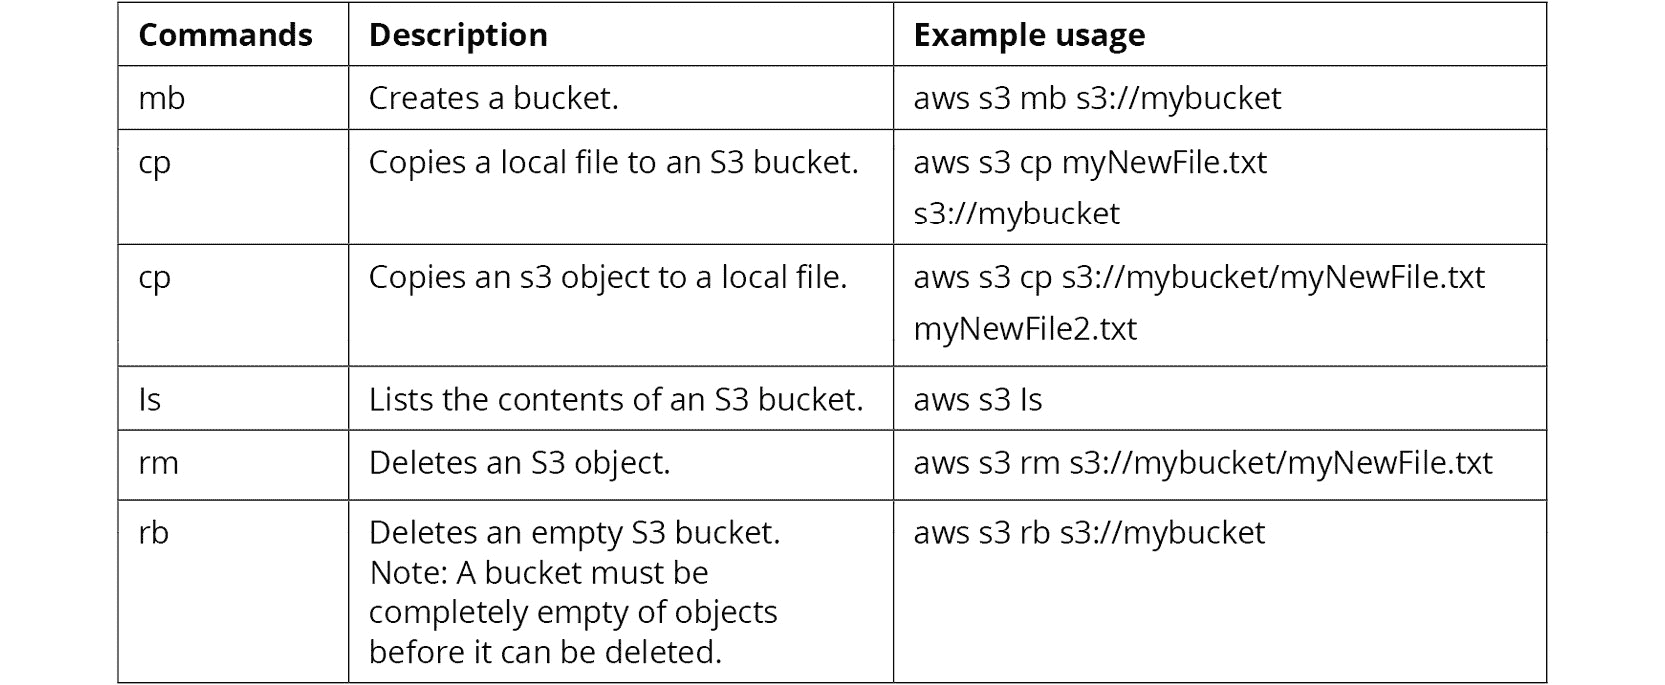 Commands Description Example usage
mb Creates a bucket. aws s3 mb s3://mybucket
cp Copies a local file to an S3 bucket. aws s3 cp myNewFile.txt
s3://mybucket
cp Copies an s3 object to a local file. aws s3 cp s3://mybucket/myNewFile.txt
myNewFile2.txt
ls Lists the contents of an S3 bucket. aws s3 ls
rm Deletes an S3 object. aws s3 rm s3://mybucket/myNewFile.txt
rb Deletes an empty S3 bucket. aws s3 rb s3://mybucket
Note: A bucket must be
completely empty of objects
before it can be deleted.